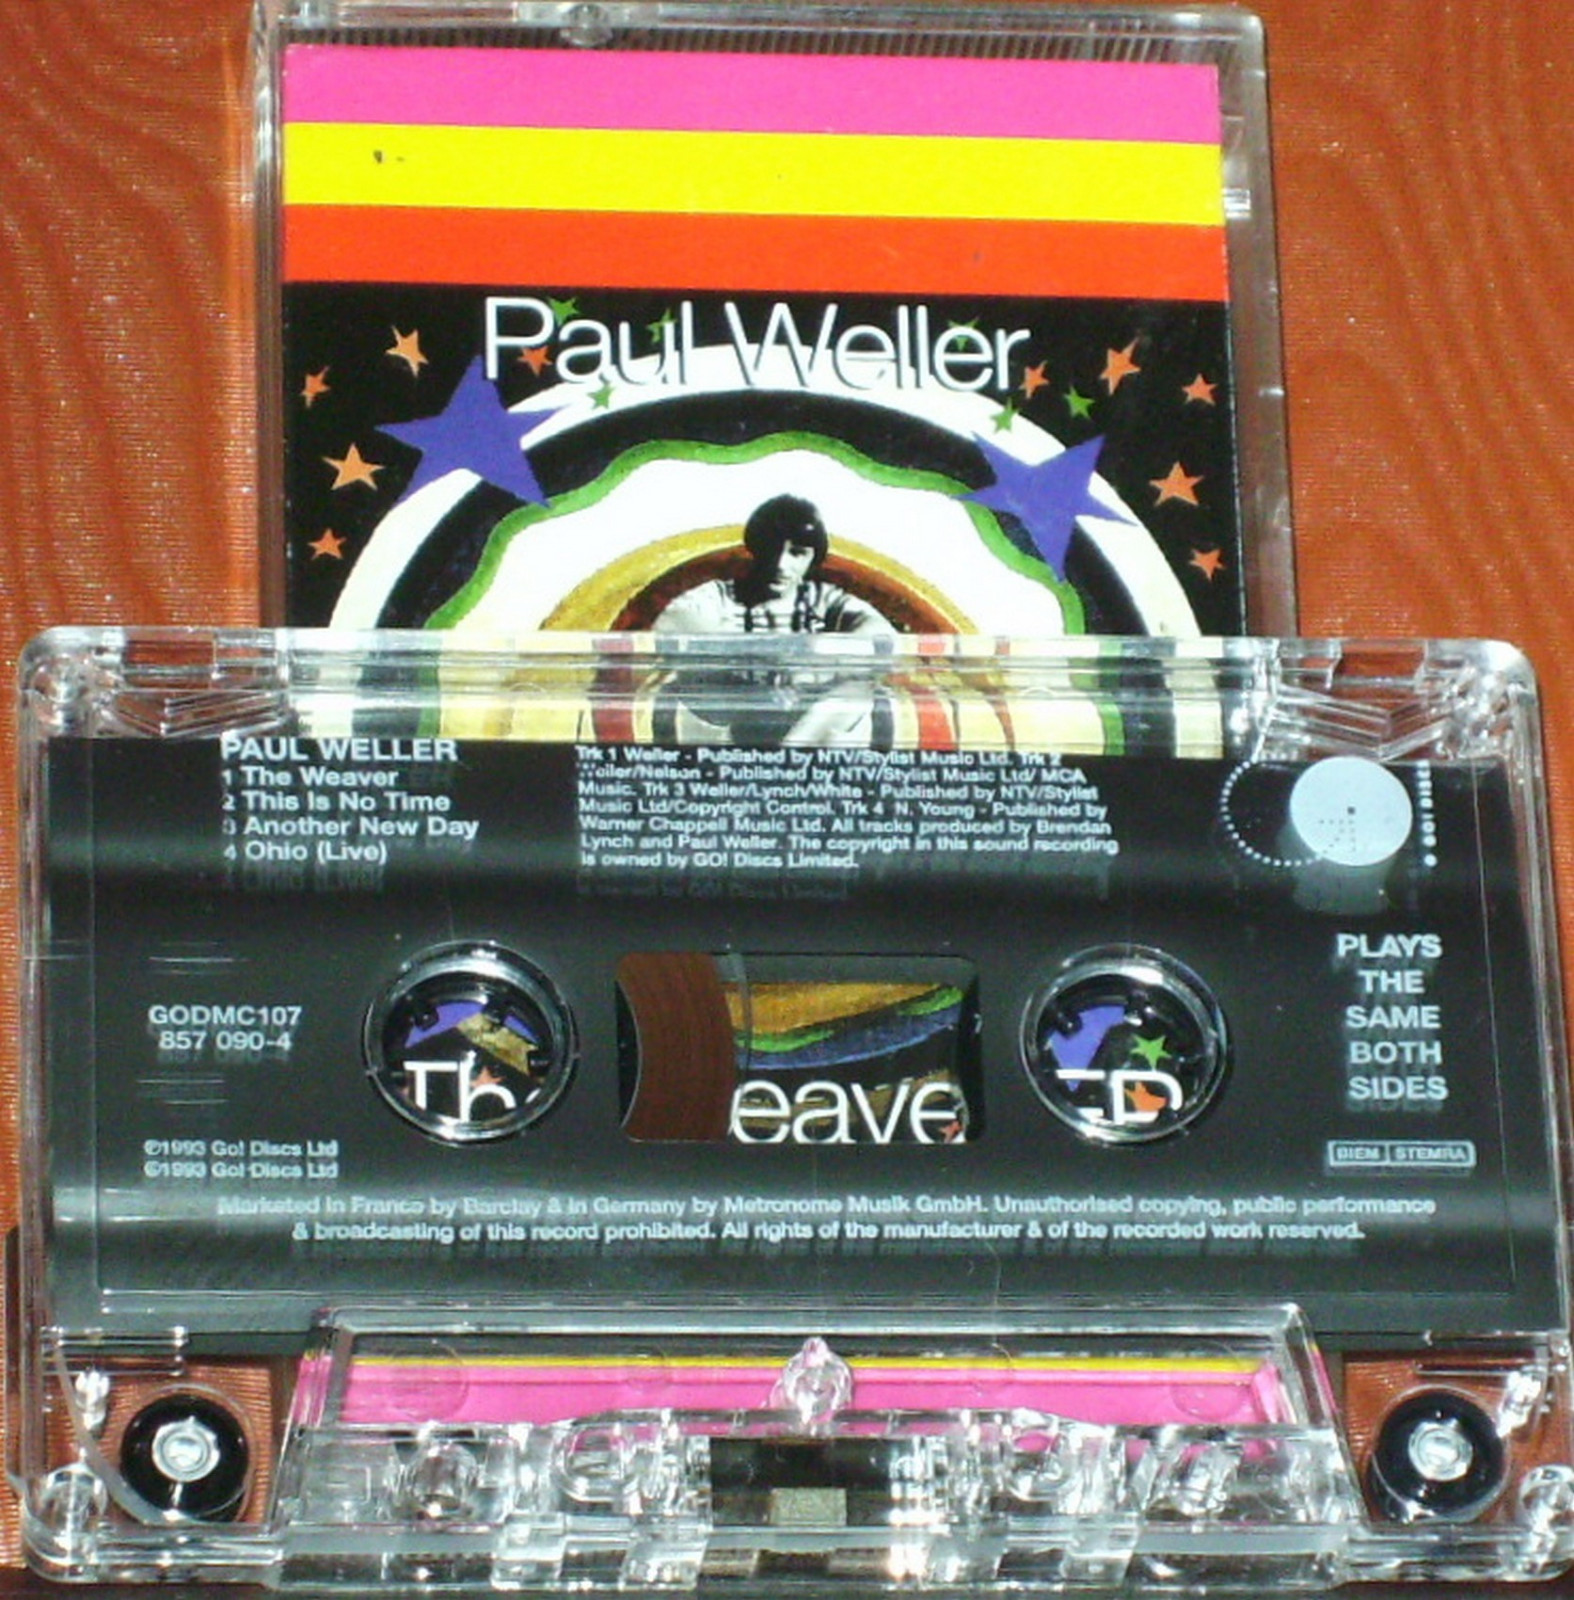 Paul Weller
PAUL WELLER
1 The Weaver
2 This Is No Time
3 Another New Day
4 Ohio (Live)
Trk 1 Weller - Published by NTV/Stylist Music Ltd. Trk 2
Weller/Nelson - Published by NTV/Stylist Music Ltd/ MCA
Music. Trk 3 Weller/Lynch/White - Published by NTV/Stylist
Music Ltd/Copyright Control. Trk 4 N. Young - Published by
Warner Chappell Music Ltd. All tracks produced by Brendan
Lynch and Paul Weller. The copyright in this sound recording
is owned by GO! Discs Limited.
GO! DISCS
PLAYS
THE
SAME
BOTH
SIDES
GODMC107
857 090-4
The eave EP
℗1993 Go! Discs Ltd
©1993 Go! Discs Ltd
BIEM STEMRA
Marketed in France by Barclay & in Germany by Metronome Musik GmbH. Unauthorised copying, public performance
& broadcasting of this record prohibited. All rights of the manufacturer & of the recorded work reserved.